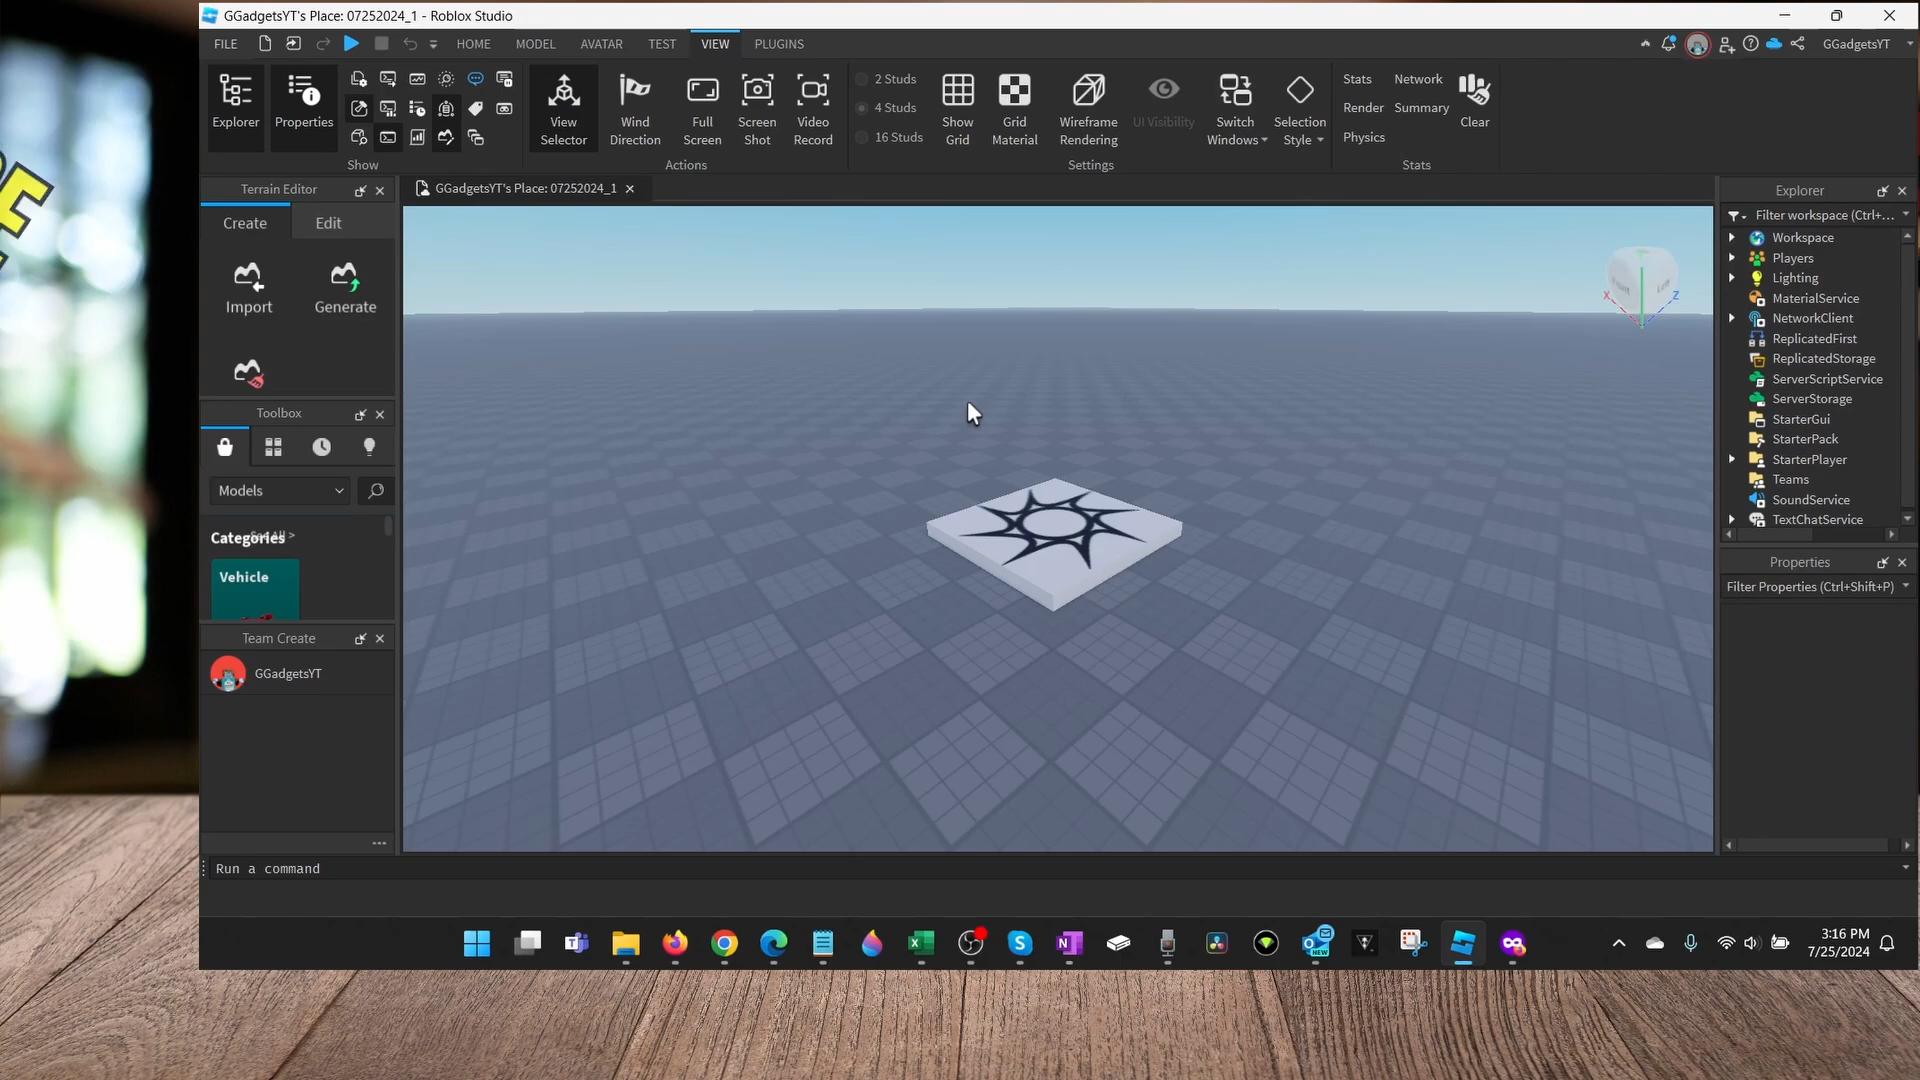 GGadgetsYT's Place: 07252024_1 - Roblox Studio
FILE HOME MODEL AVATAR TEST VIEW PLUGINS GGadgetsYT
Explorer
Properties
Show
View
Selector
Wind
Direction
Full
Screen
Screen
Shot
Video
Record
Actions
2 Studs
4 Studs
16 Studs
Show
Grid
Grid
Material
Wireframe
Rendering
UI Visibility
Switch
Windows
Selection
Style
Settings
Stats Network
Render Summary
Physics
Clear
Stats
Terrain Editor
Create Edit
Import Generate
Toolbox
Models
Categories
See All >
Vehicle
Team Create
GGadgetsYT
GGadgetsYT's Place: 07252024_1
X Z
Explorer
Filter workspace (Ctrl+...
Workspace
Players
Lighting
MaterialService
NetworkClient
ReplicatedFirst
ReplicatedStorage
ServerScriptService
ServerStorage
StarterGui
StarterPack
StarterPlayer
Teams
SoundService
TextChatService
Properties
Filter Properties (Ctrl+Shift+P)
Run a command
NEW
3:16 PM
7/25/2024